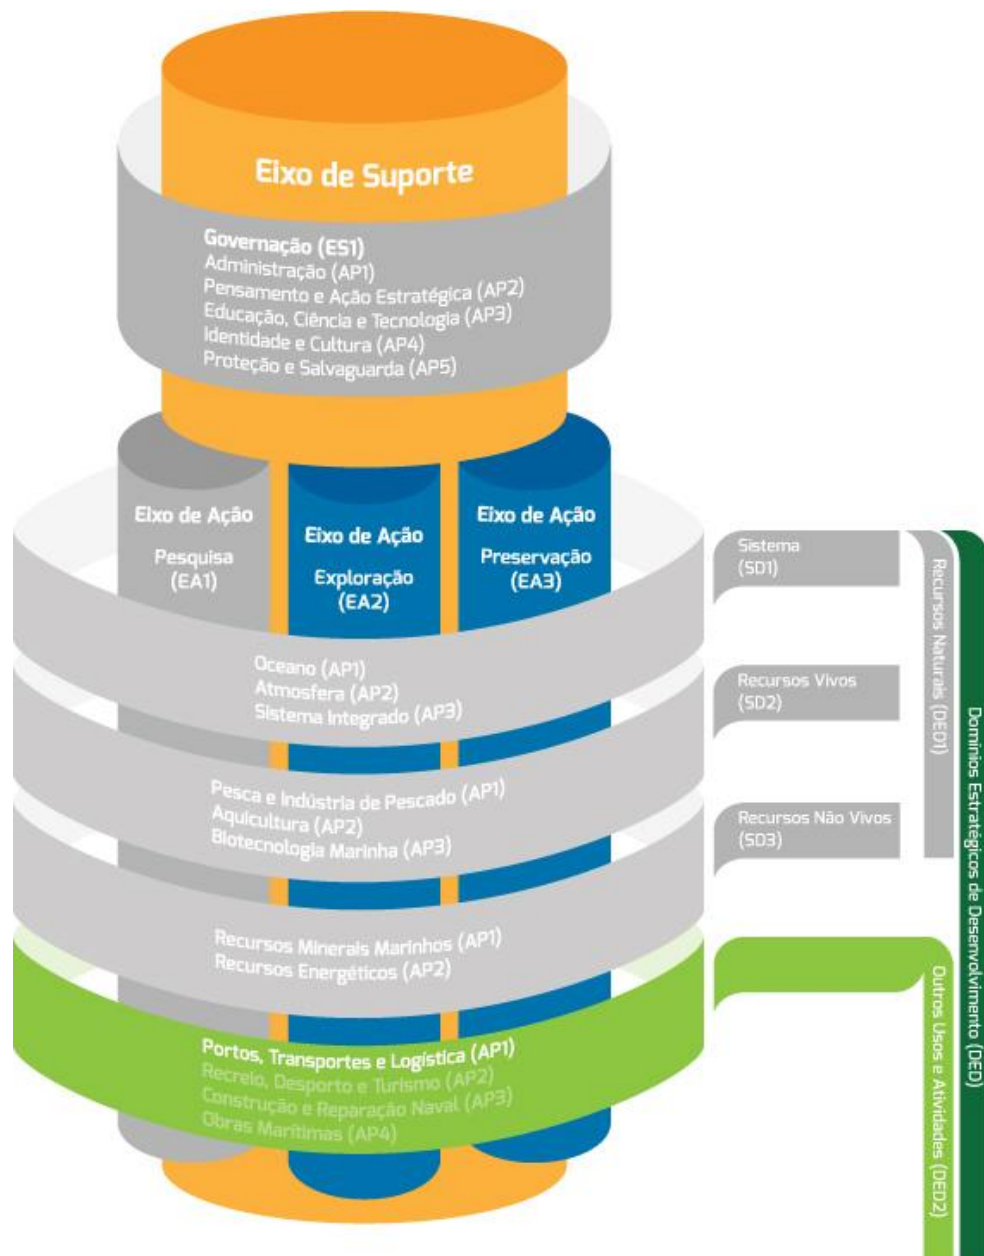 Eixo de Suporte
Governação (ES1)
Administração (AP1)
Pensamento e Ação Estratégica (AP2)
Educação, Ciência e Tecnologia (AP3)
Identidade e Cultura (AP4)
Proteção e Salvaguarda (AP5)
Eixo de Ação
Pesquisa
(EA1)
Eixo de Ação
Exploração
(EA2)
Eixo de Ação
Preservação
(EA3)
Oceano (AP1)
Atmosfera (AP2)
Sistema Integrado (AP3)
Pesca e Indústria de Pescado (AP1)
Aquicultura (AP2)
Biotecnologia Marinha (AP3)
Recursos Minerais Marinhos (AP1)
Recursos Energéticos (AP2)
Portos, Transportes e Logística (AP1)
Recreio, Desporto e Turismo (AP2)
Construção e Reparação Naval (AP3)
Obras Marítimas (AP4)
Sistema
(SD1)
Recursos Vivos
(SD2)
Recursos Não Vivos
(SD3)
Recursos Naturais (DED1)
Outros Usos e Atividades (DED2)
Domínios Estratégicos de Desenvolvimento (DED)